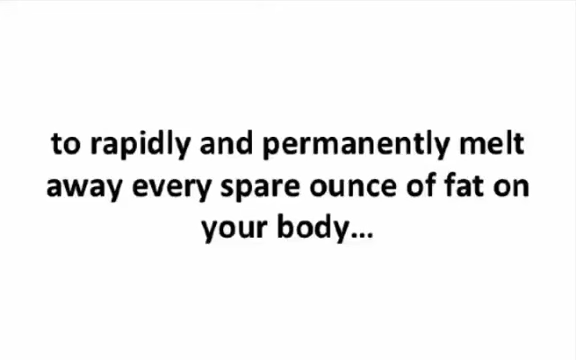 to rapidly and permanently melt
away every spare ounce of fat on
your body...